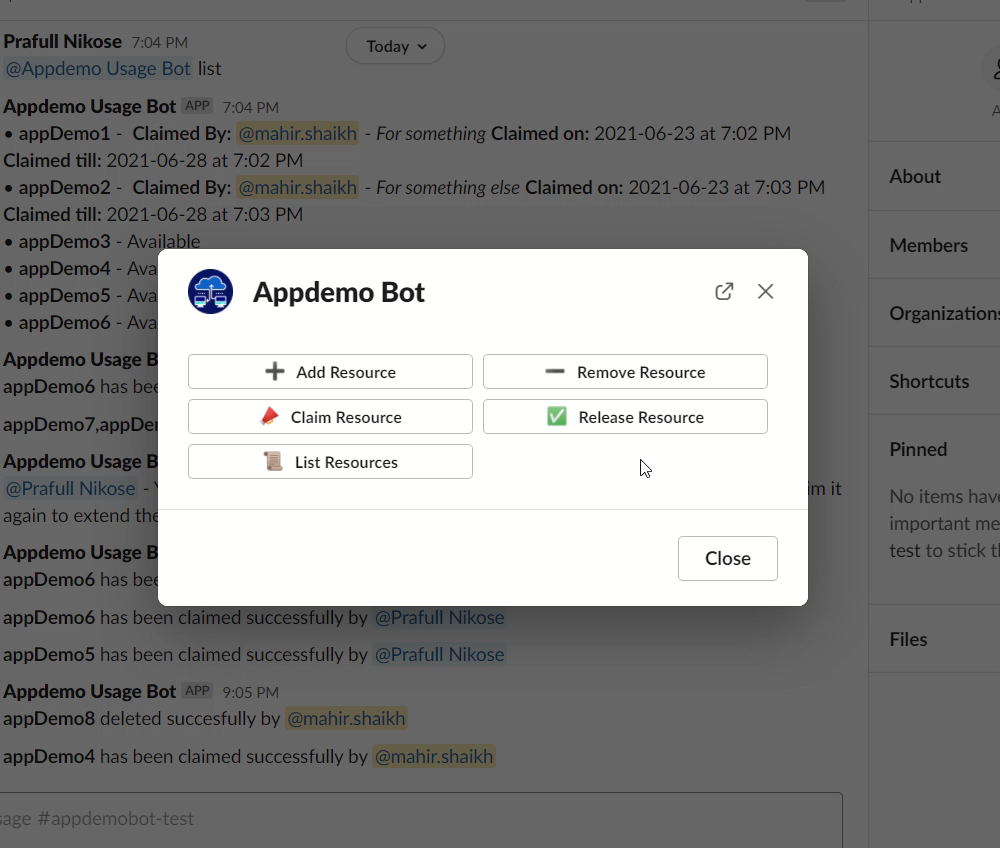 Prafull Nikose 7:04 PM
Today
@Appdemo Usage Bot list
Appdemo Usage Bot APP 7:04 PM
• appDemo1 - Claimed By: @mahir.shaikh - For something Claimed on: 2021-06-23 at 7:02 PM
Claimed till: 2021-06-28 at 7:02 PM
• appDemo2 - Claimed By: @mahir.shaikh - For something else Claimed on: 2021-06-23 at 7:03 PM
Claimed till: 2021-06-28 at 7:03 PM
• appDemo3 - Available
• appDemo4 - Ava
• appDemo5 - Ava
• appDemo6 - Ava
Appdemo Usage B
appDemo6 has bee
appDemo7,appDer
Appdemo Usage B
@Prafull Nikose - Y
im it
again to extend the
Appdemo Usage B
appDemo6 has bee
appDemo6 has been claimed successfully by @Prafull Nikose
appDemo5 has been claimed successfully by @Prafull Nikose
Appdemo Usage Bot APP 9:05 PM
appDemo8 deleted succesfully by @mahir.shaikh
appDemo4 has been claimed successfully by @mahir.shaikh
sage #appdemobot-test
Appdemo Bot
Add Resource
Remove Resource
Claim Resource
Release Resource
List Resources
Close
About
Members
Organizations
Shortcuts
Pinned
No items have
important me
test to stick th
Files